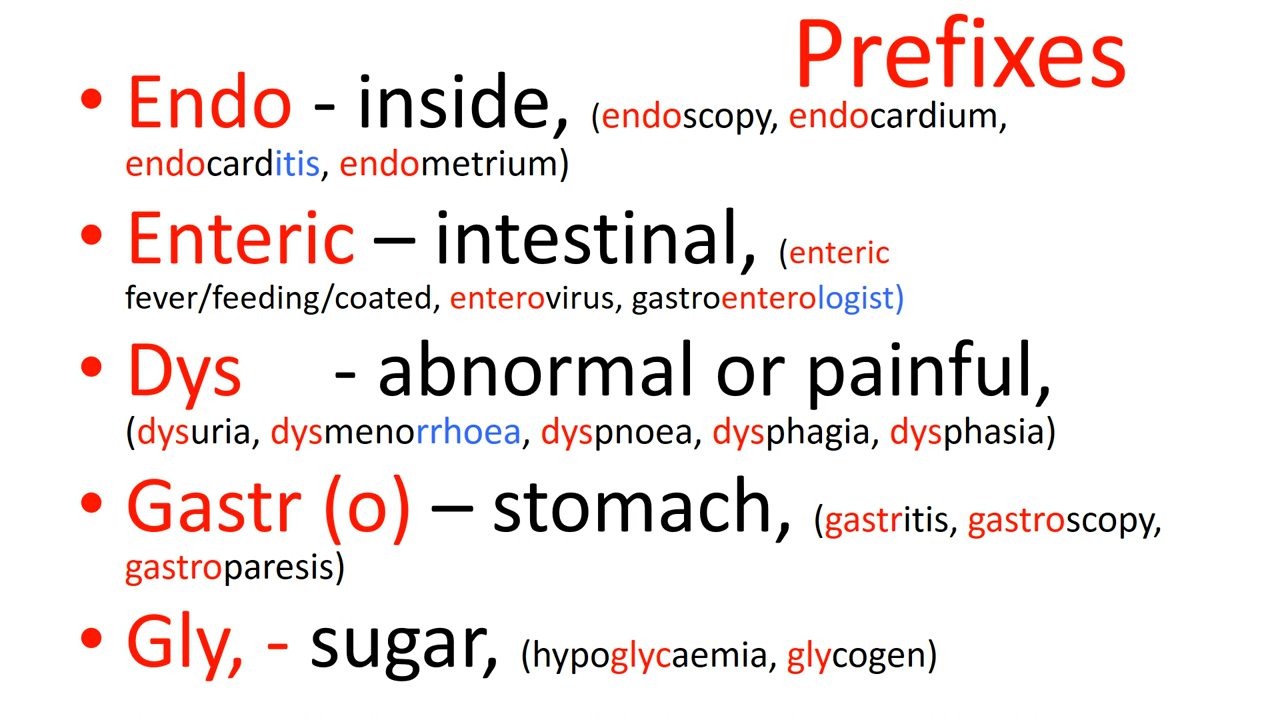 Prefixes
• Endo - inside, (endoscopy, endocardium,
endocarditis, endometrium)
• Enteric – intestinal, (enteric
fever/feeding/coated, enterovirus, gastroenterologist)
• Dys - abnormal or painful,
(dysuria, dysmenorrhoea, dyspnoea, dysphagia, dysphasia)
• Gastr (o) – stomach, (gastritis, gastroscopy,
gastroparesis)
• Gly, - sugar, (hypoglycaemia, glycogen)